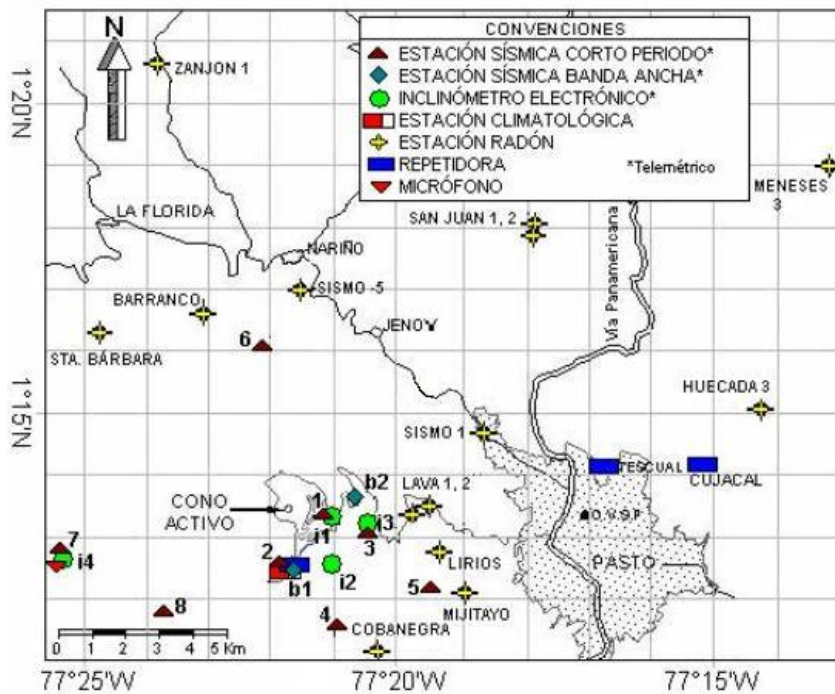 N
CONVENCIONES
ESTACIÓN SÍSMICA CORTO PERIODO*
ESTACIÓN SÍSMICA BANDA ANCHA*
INCLINÓMETRO ELECTRÓNICO*
ESTACIÓN CLIMATOLÓGICA
ESTACIÓN RADÓN
REPETIDORA *Telemétrico
MICRÓFONO
ZANJON 1
1°20'N
MENESES
3
LA FLORIDA
SAN JUAN 1, 2
Vía Panamericana
NARIÑO
SISMO -5
BARRANCO
JENOY
6
STA. BÁRBARA
HUECADA 3
1°15'N
SISMO 1
TESCUAL
CUJACAL
b2
LAVA 1, 2
CONO
ACTIVO
1
i1
i3
3
O.V.S.P
7
i4
2
b1
i2
LIRIOS
PASTO
5
MIJITAYO
8
4
COBANEGRA
0 1 2 3 4 5 Km
77°25'W
77°20'W
77°15'W